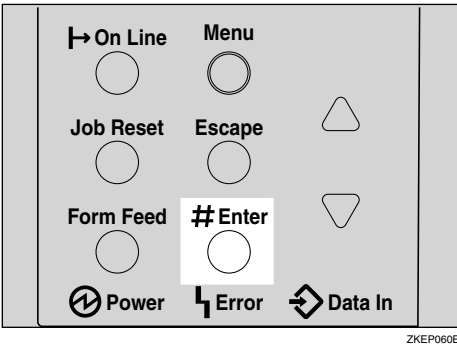 On Line Menu
Job Reset Escape
Form Feed # Enter
Power Error Data In
ZKEP060E